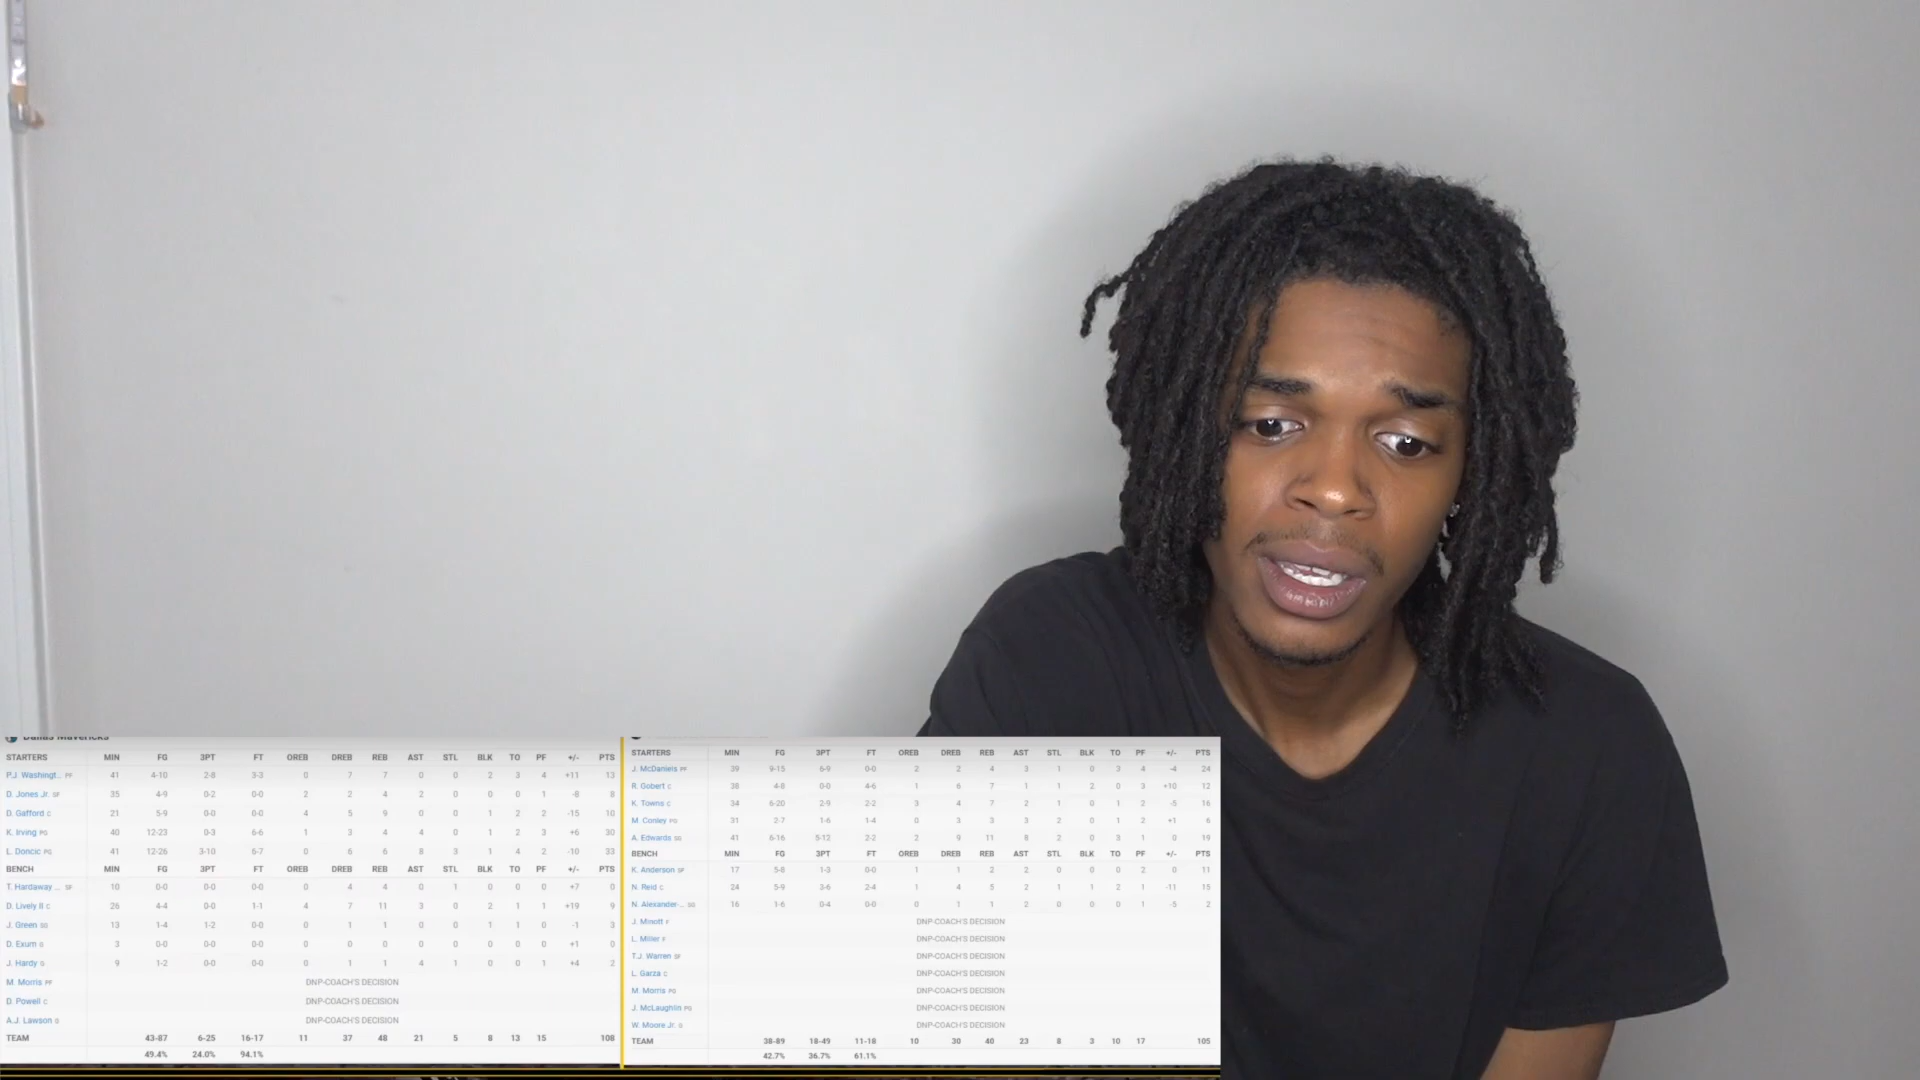 Dallas Mavericks
STARTERS MIN FG 3PT FT OREB DREB REB AST STL BLK TO PF +/- PTS
P.J. Washingt... PF 41 4-10 2-8 3-3 0 7 7 0 0 2 3 4 +11 13
D. Jones Jr. SF 35 4-9 0-2 0-0 2 2 4 2 0 0 0 1 -8 8
D. Gafford C 21 5-9 0-0 0-0 4 5 9 0 0 1 2 2 -15 10
K. Irving PG 40 12-23 0-3 6-6 1 3 4 4 0 1 2 3 +6 30
L. Doncic PG 41 12-26 3-10 6-7 0 6 6 8 3 1 4 2 -10 33
BENCH MIN FG 3PT FT OREB DREB REB AST STL BLK TO PF +/- PTS
T. Hardaway ... SF 10 0-0 0-0 0-0 0 4 4 0 1 0 0 0 +7 0
D. Lively II C 26 4-4 0-0 1-1 4 7 11 3 0 2 1 1 +19 9
J. Green SG 13 1-4 1-2 0-0 0 1 1 0 0 1 1 0 -1 3
D. Exum G 3 0-0 0-0 0-0 0 0 0 0 0 0 0 0 +1 0
J. Hardy G 9 1-2 0-0 0-0 0 1 1 4 1 0 0 1 +4 2
M. Morris PF DNP-COACH'S DECISION
D. Powell C DNP-COACH'S DECISION
A.J. Lawson G DNP-COACH'S DECISION
TEAM 43-87 6-25 16-17 11 37 48 21 5 8 13 15 108
49.4% 24.0% 94.1%
STARTERS MIN FG 3PT FT OREB DREB REB AST STL BLK TO PF +/- PTS
J. McDaniels PF 39 9-15 6-9 0-0 2 2 4 3 1 0 3 4 -4 24
R. Gobert C 38 4-8 0-0 4-6 1 6 7 1 1 2 0 3 +10 12
K. Towns C 34 6-20 2-9 2-2 3 4 7 2 1 0 1 2 -5 16
M. Conley PG 31 2-7 1-6 1-4 0 3 3 3 2 0 1 2 +1 6
A. Edwards SG 41 6-16 5-12 2-2 2 9 11 8 2 0 3 1 0 19
BENCH MIN FG 3PT FT OREB DREB REB AST STL BLK TO PF +/- PTS
K. Anderson SF 17 5-8 1-3 0-0 1 1 2 2 0 0 0 2 0 11
N. Reid C 24 5-9 3-6 2-4 1 4 5 2 1 1 2 1 -11 15
N. Alexander-... SG 16 1-6 0-4 0-0 0 1 1 2 0 0 0 1 -5 2
J. Minott F DNP-COACH'S DECISION
L. Miller F DNP-COACH'S DECISION
T.J. Warren SF DNP-COACH'S DECISION
L. Garza C DNP-COACH'S DECISION
M. Morris PG DNP-COACH'S DECISION
J. McLaughlin PG DNP-COACH'S DECISION
W. Moore Jr. G DNP-COACH'S DECISION
TEAM 38-89 18-49 11-18 10 30 40 23 8 3 10 17 105
42.7% 36.7% 61.1%